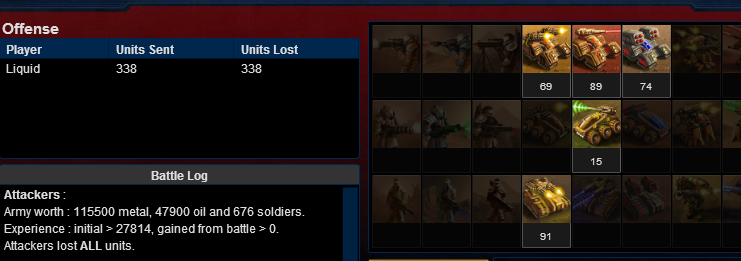 Offense
Player Units Sent Units Lost
Liquid 338 338
69 89 74
15
91
Battle Log
Attackers :
Army worth : 115500 metal, 47900 oil and 676 soldiers.
Experience : initial > 27814, gained from battle > 0.
Attackers lost ALL units.